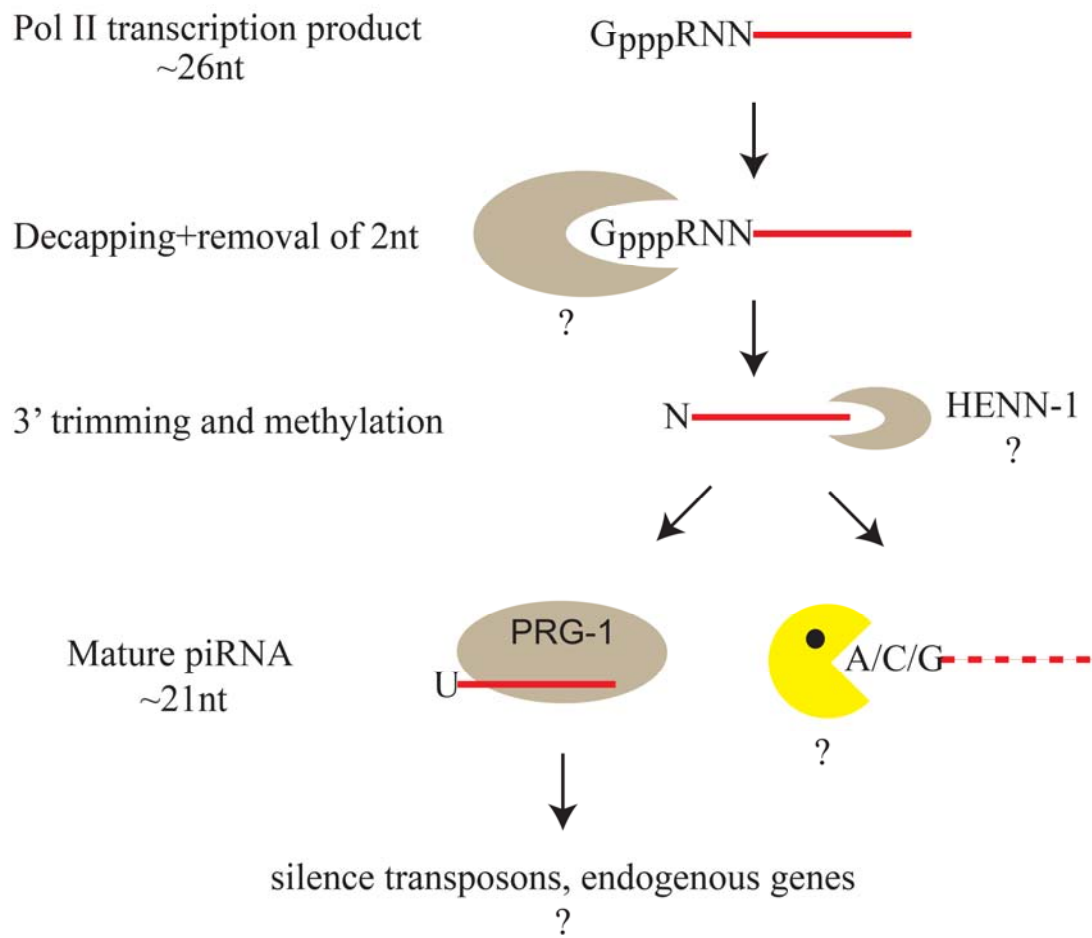 Pol II transcription product
~26nt
GpppRNN
Decapping+removal of 2nt
GpppRNN
?
3’ trimming and methylation
N
HENN-1
?
Mature piRNA
~21nt
PRG-1
U
A/C/G
?
silence transposons, endogenous genes
?